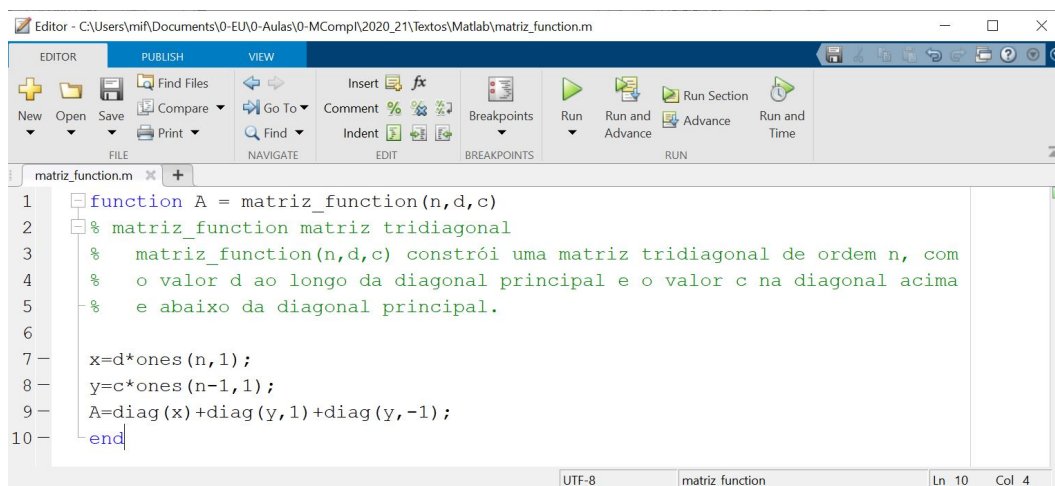 Editor - C:\Users\mif\Documents\0-EU\0-Aulas\0-MCompl\2020_21\Textos\Matlab\matriz_function.m
EDITOR PUBLISH VIEW
New Open Save Find Files Compare Print
Go To Find
Insert fx Comment % Indent
Breakpoints
Run Run and Advance Run Section Advance Run and Time
FILE NAVIGATE EDIT BREAKPOINTS RUN
matriz_function.m
1 function A = matriz_function(n,d,c)
2 % matriz_function matriz tridiagonal
3 % matriz_function(n,d,c) constrói uma matriz tridiagonal de ordem n, com
4 % o valor d ao longo da diagonal principal e o valor c na diagonal acima
5 % e abaixo da diagonal principal.
6
7 x=d*ones(n,1);
8 y=c*ones(n-1,1);
9 A=diag(x)+diag(y,1)+diag(y,-1);
10 end
UTF-8 matriz_function Ln 10 Col 4